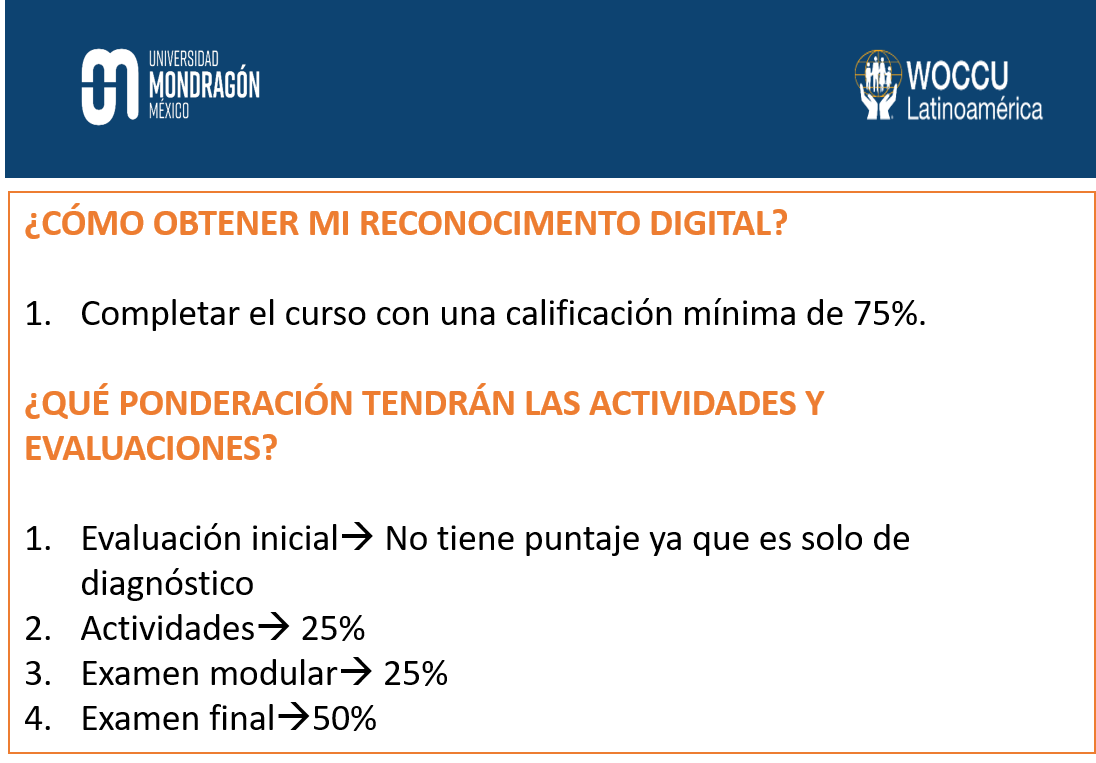 UNIVERSIDAD
MONDRAGÓN
MÉXICO
WOCCU
Latinoamérica
¿CÓMO OBTENER MI RECONOCIMENTO DIGITAL?
1. Completar el curso con una calificación mínima de 75%.
¿QUÉ PONDERACIÓN TENDRÁN LAS ACTIVIDADES Y
EVALUACIONES?
1. Evaluación inicial→ No tiene puntaje ya que es solo de
diagnóstico
2. Actividades→ 25%
3. Examen modular→ 25%
4. Examen final→50%